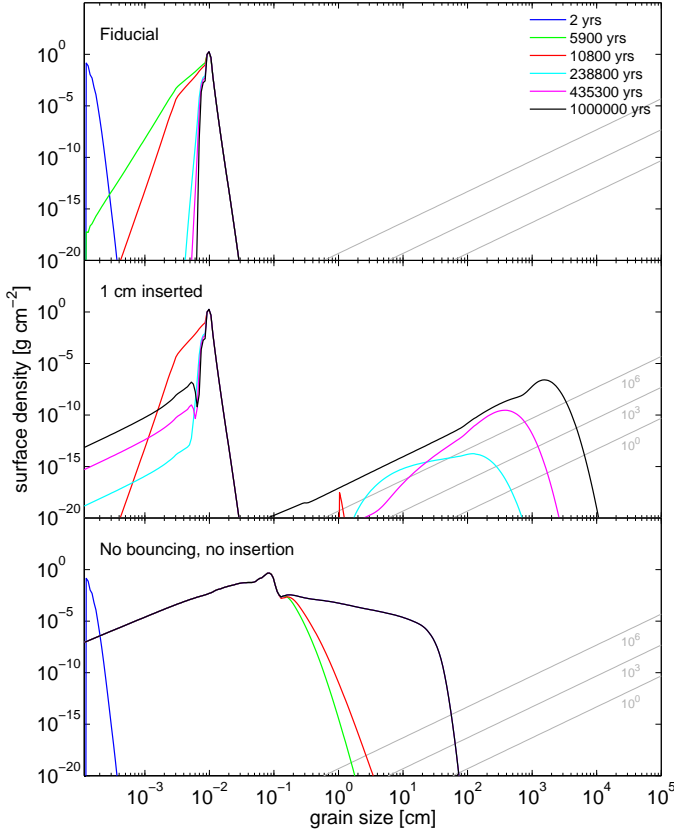 Fiducial
2 yrs
5900 yrs
10800 yrs
238800 yrs
435300 yrs
1000000 yrs
10^0
10^−5
10^−10
10^−15
10^−20
1 cm inserted
10^0
10^−5
10^−10
10^−15
10^−20
10^6
10^3
10^0
surface density [g cm^−2]
No bouncing, no insertion
10^0
10^−5
10^−10
10^−15
10^−20
10^6
10^3
10^0
10^−3
10^−2
10^−1
10^0
10^1
10^2
10^3
10^4
10^5
grain size [cm]